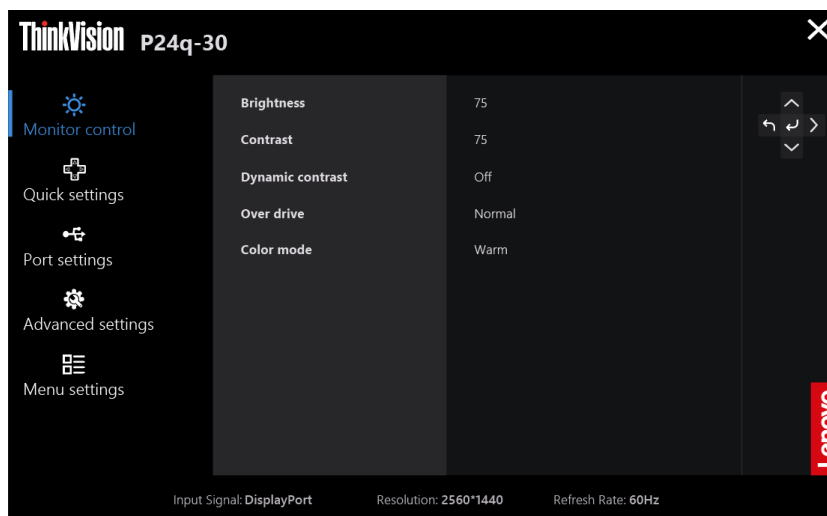 ThinkVision P24q-30
Monitor control
Quick settings
Port settings
Advanced settings
Menu settings
Brightness 75
Contrast 75
Dynamic contrast Off
Over drive Normal
Color mode Warm
Lenovo
Input Signal: DisplayPort Resolution: 2560*1440 Refresh Rate: 60Hz